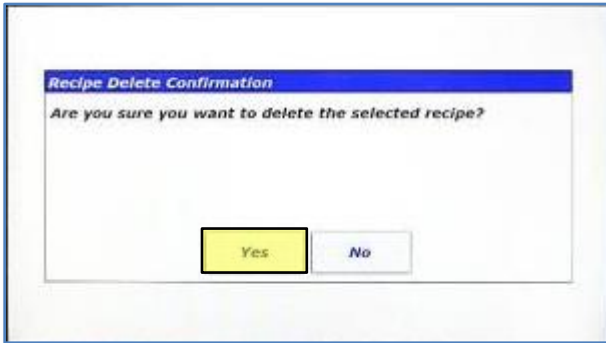 Recipe Delete Confirmation
Are you sure you want to delete the selected recipe?
Yes No